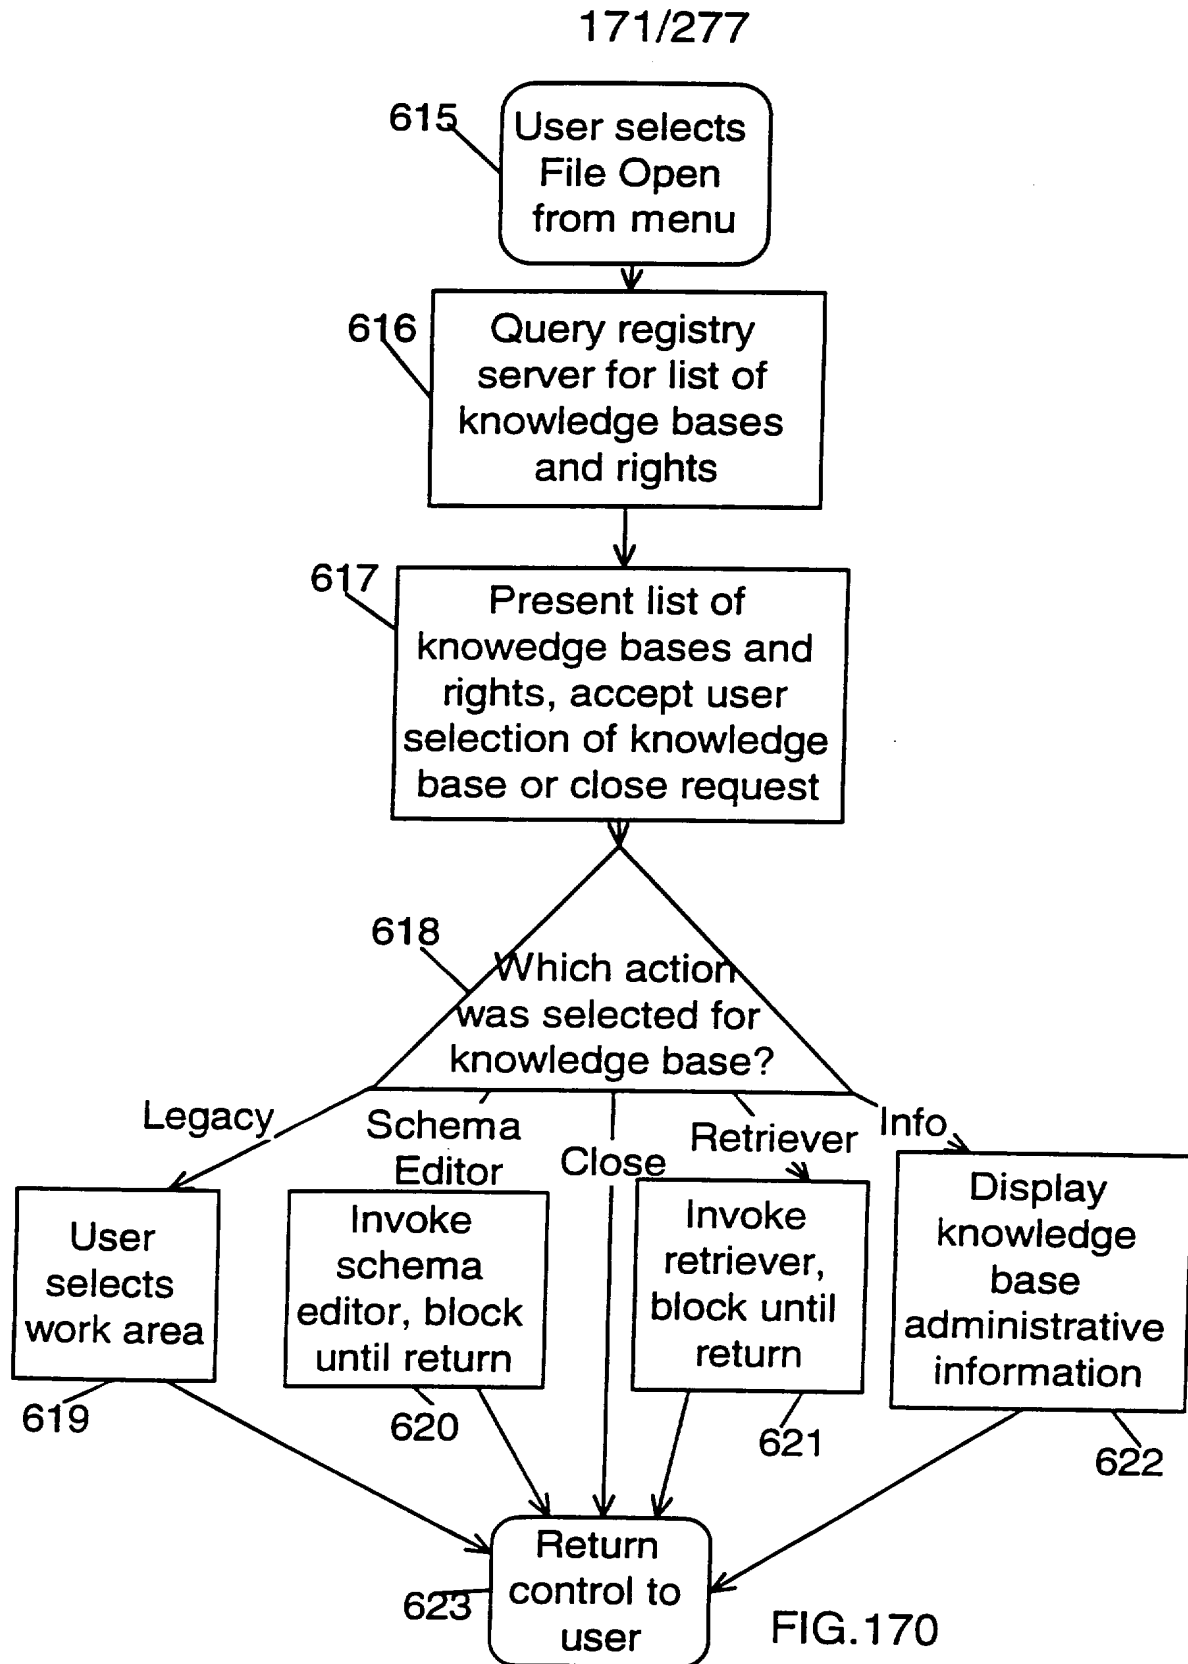 171/277
615
User selects
File Open
from menu
616
Query registry
server for list of
knowledge bases
and rights
617
Present list of
knowedge bases and
rights, accept user
selection of knowledge
base or close request
618
Which action
was selected for
knowledge base?
Legacy
Schema
Editor
Close
Retriever
Info
User
selects
work area
619
Invoke
schema
editor, block
until return
620
Invoke
retriever,
block until
return
621
Display
knowledge
base
administrative
information
622
Return
control to
user
623
FIG.170